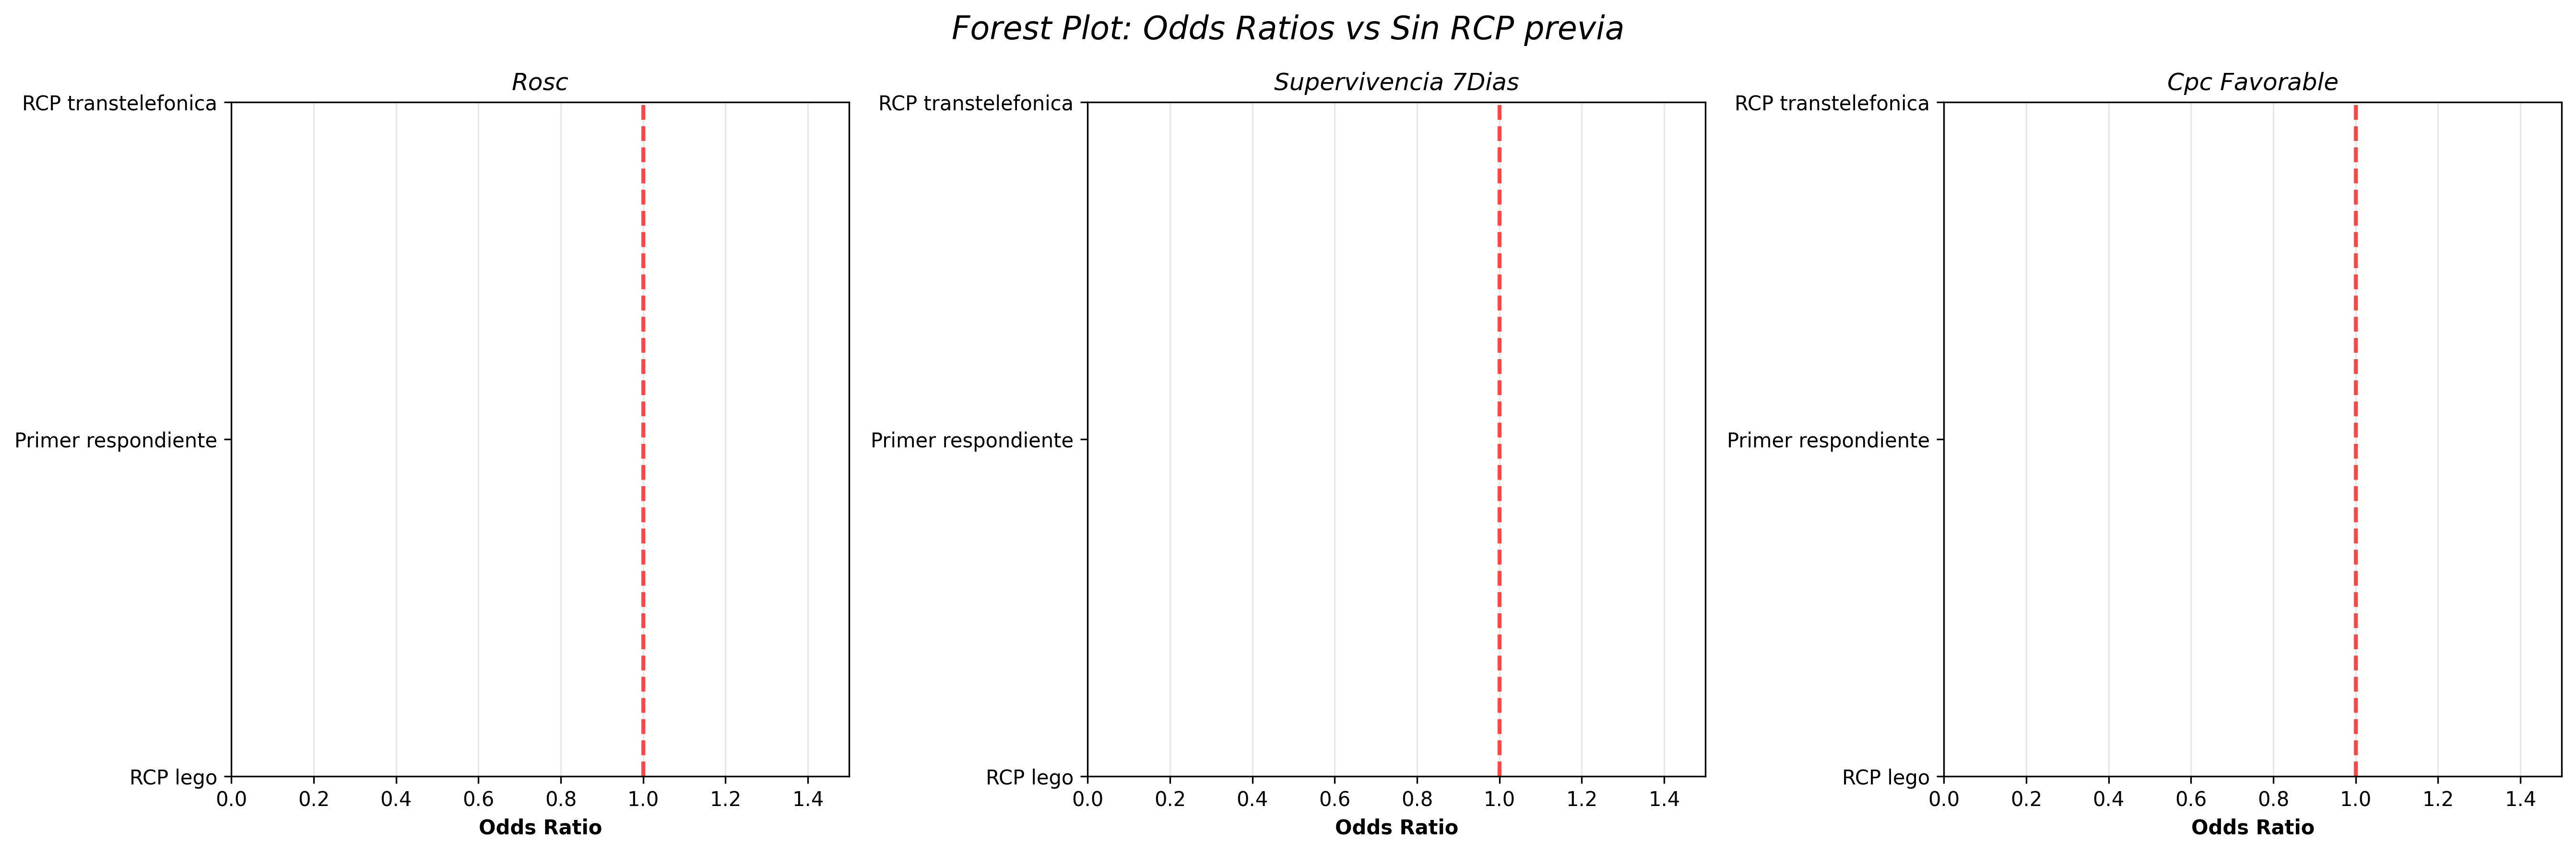 Forest Plot: Odds Ratios vs Sin RCP previa
Rosc
RCP transtelefonica
Primer respondiente
RCP lego
0.0 0.2 0.4 0.6 0.8 1.0 1.2 1.4
Odds Ratio
Supervivencia 7Dias
RCP transtelefonica
Primer respondiente
RCP lego
0.0 0.2 0.4 0.6 0.8 1.0 1.2 1.4
Odds Ratio
Cpc Favorable
RCP transtelefonica
Primer respondiente
RCP lego
0.0 0.2 0.4 0.6 0.8 1.0 1.2 1.4
Odds Ratio